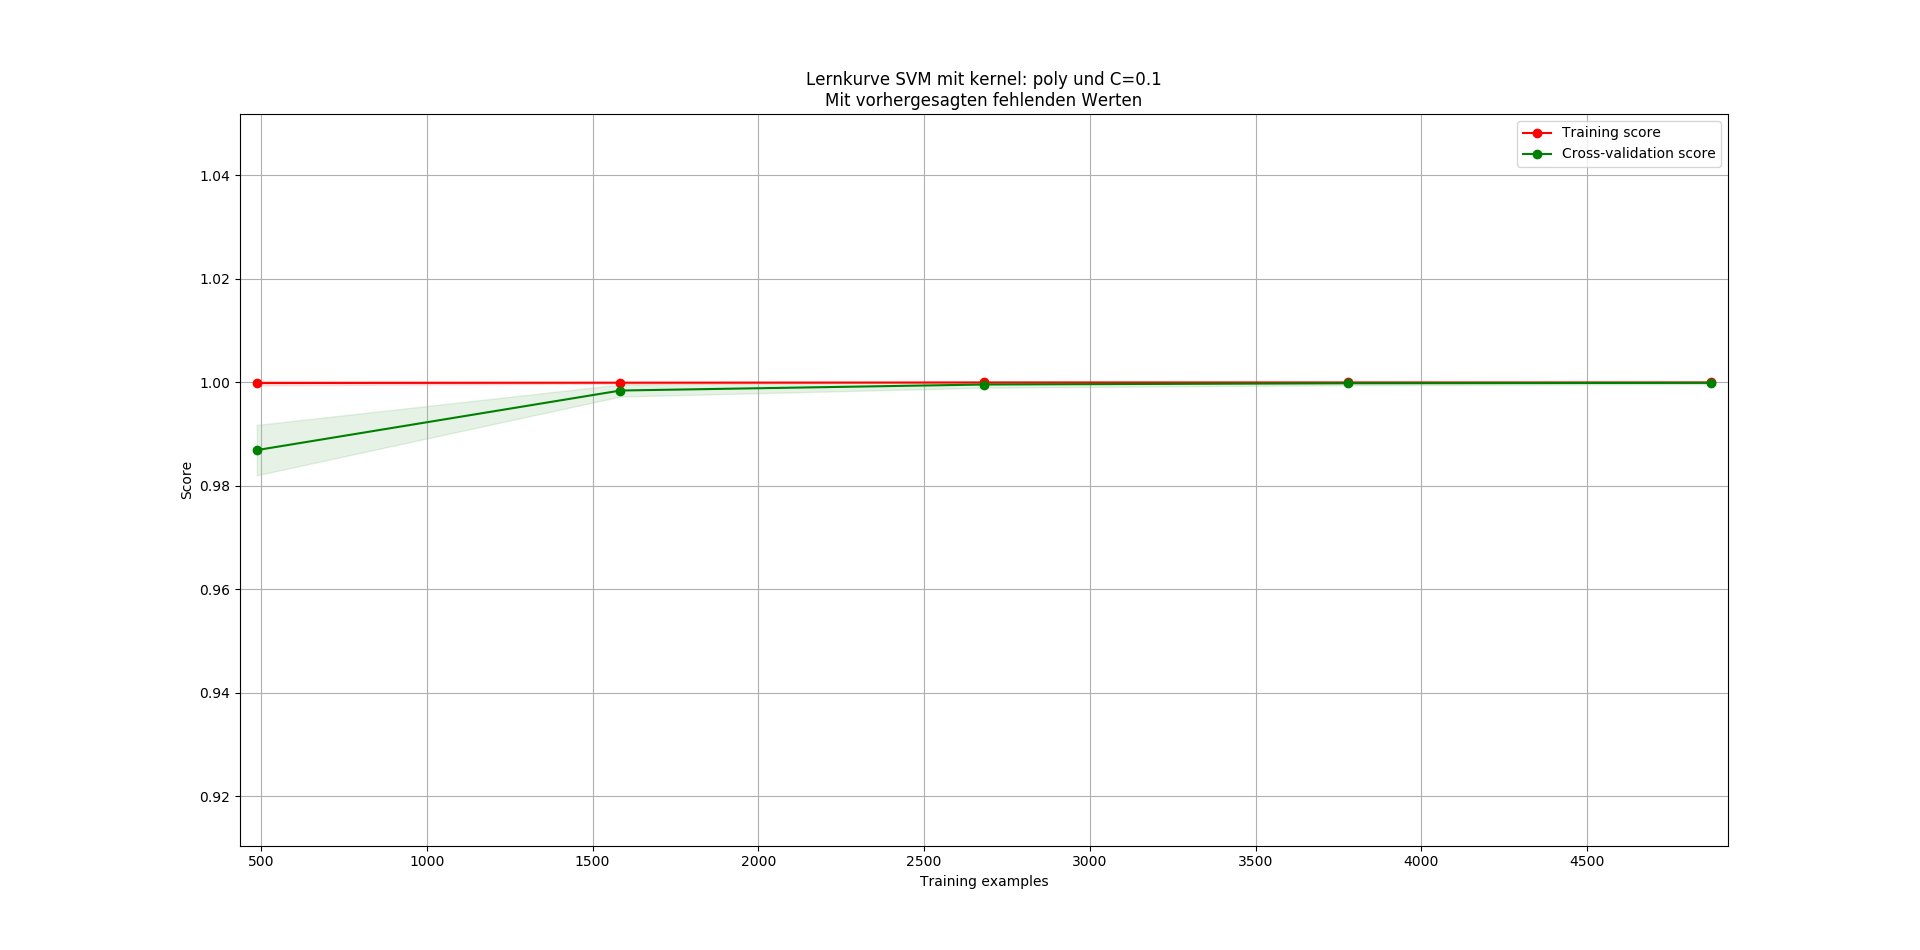 Lernkurve SVM mit kernel: poly und C=0.1
Mit vorhergesagten fehlenden Werten
Training score
Cross-validation score
1.04
1.02
1.00
0.98
0.96
0.94
0.92
Score
500 1000 1500 2000 2500 3000 3500 4000 4500
Training examples